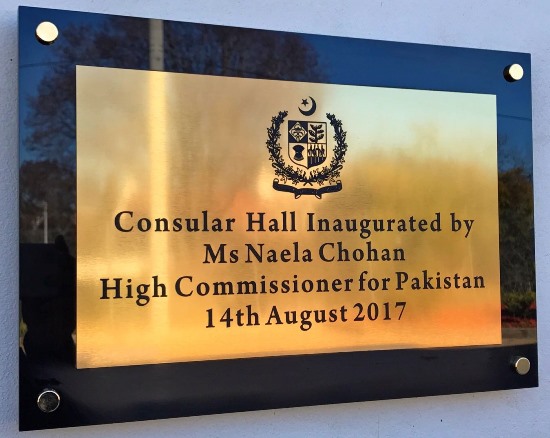 Consular Hall Inaugurated by
Ms Naela Chohan
High Commissioner for Pakistan
14th August 2017